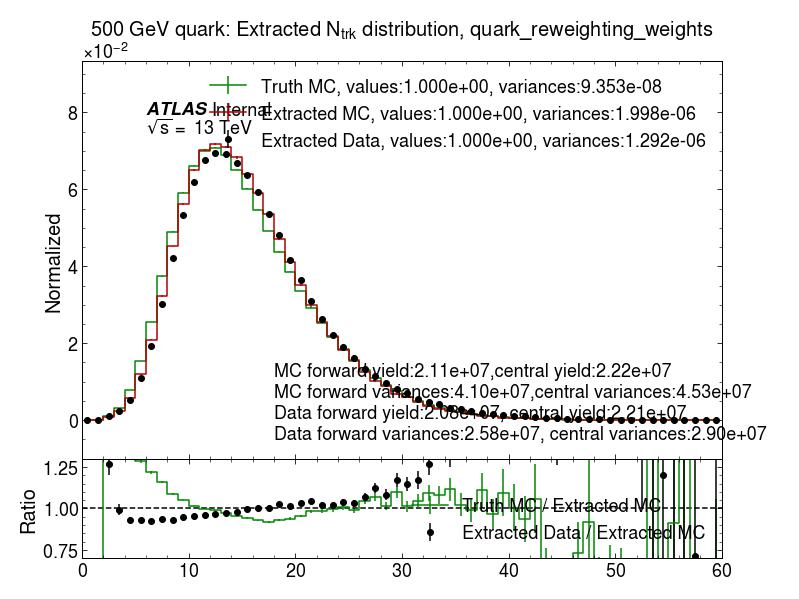 500 GeV quark: Extracted Ntrk distribution, quark_reweighting_weights
×10−2
Truth MC, values:1.000e+00, variances:9.353e-08
ATLAS Internal
Extracted MC, values:1.000e+00, variances:1.998e-06
√s = 13 TeV
Extracted Data, values:1.000e+00, variances:1.292e-06
8
6
4
2
0
Normalized
MC forward yield:2.11e+07,central yield:2.22e+07
MC forward variances:4.10e+07,central variances:4.53e+07
Data forward yield:2.08e+07, central yield:2.21e+07
Data forward variances:2.58e+07, central variances:2.90e+07
1.25
1.00
0.75
Ratio
Truth MC / Extracted MC
Extracted Data / Extracted MC
0 10 20 30 40 50 60